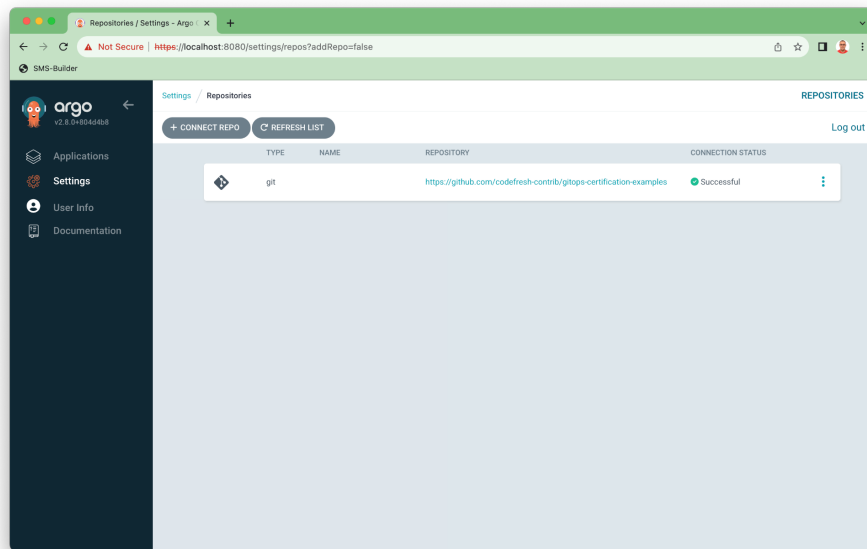 Repositories / Settings - Argo C
Not Secure | https://localhost:8080/settings/repos?addRepo=false
SMS-Builder
argo
v2.8.0+804d4b8
Applications
Settings
User Info
Documentation
Settings / Repositories
REPOSITORIES
+ CONNECT REPO
REFRESH LIST
Log out
TYPE NAME REPOSITORY CONNECTION STATUS
git https://github.com/codefresh-contrib/gitops-certification-examples Successful